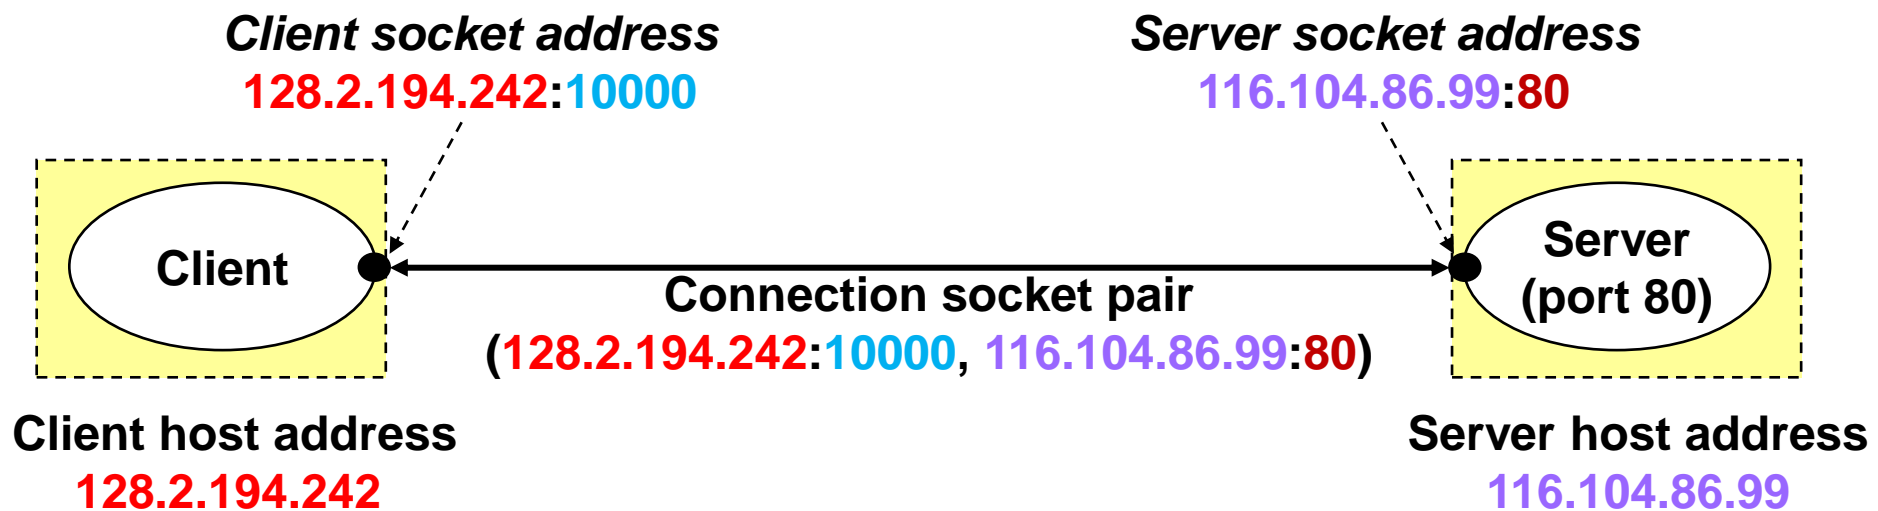 Client socket address
128.2.194.242:10000
Server socket address
116.104.86.99:80
Client
Server
(port 80)
Connection socket pair
(128.2.194.242:10000, 116.104.86.99:80)
Client host address
128.2.194.242
Server host address
116.104.86.99